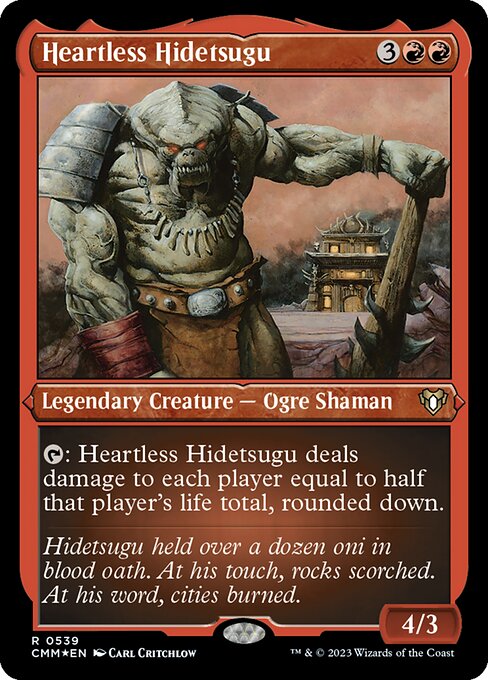 Heartless Hidetsugu 3
Legendary Creature — Ogre Shaman
: Heartless Hidetsugu deals
damage to each player equal to half
that player's life total, rounded down.
Hidetsugu held over a dozen oni in
blood oath. At his touch, rocks scorched.
At his word, cities burned.
4/3
R 0539
CMM★EN Carl Critchlow
™ & © 2023 Wizards of the Coast